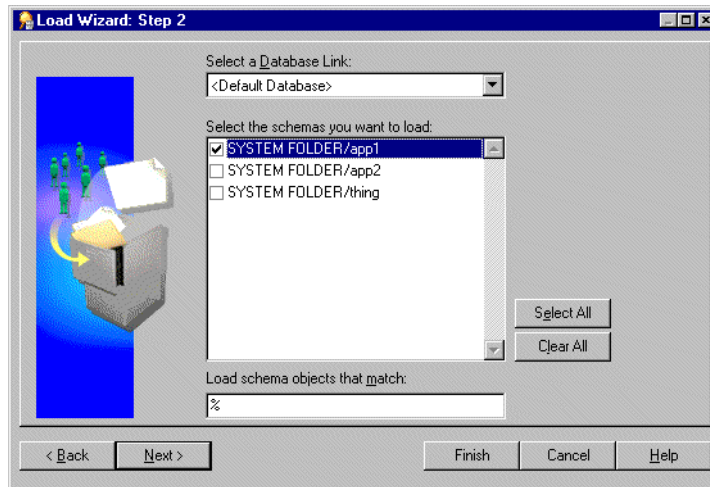 Load Wizard: Step 2
Select a Database Link:
<Default Database>
Select the schemas you want to load:
SYSTEM FOLDER/app1
SYSTEM FOLDER/app2
SYSTEM FOLDER/thing
Select All
Clear All
Load schema objects that match:
%
< Back
Next >
Finish
Cancel
Help